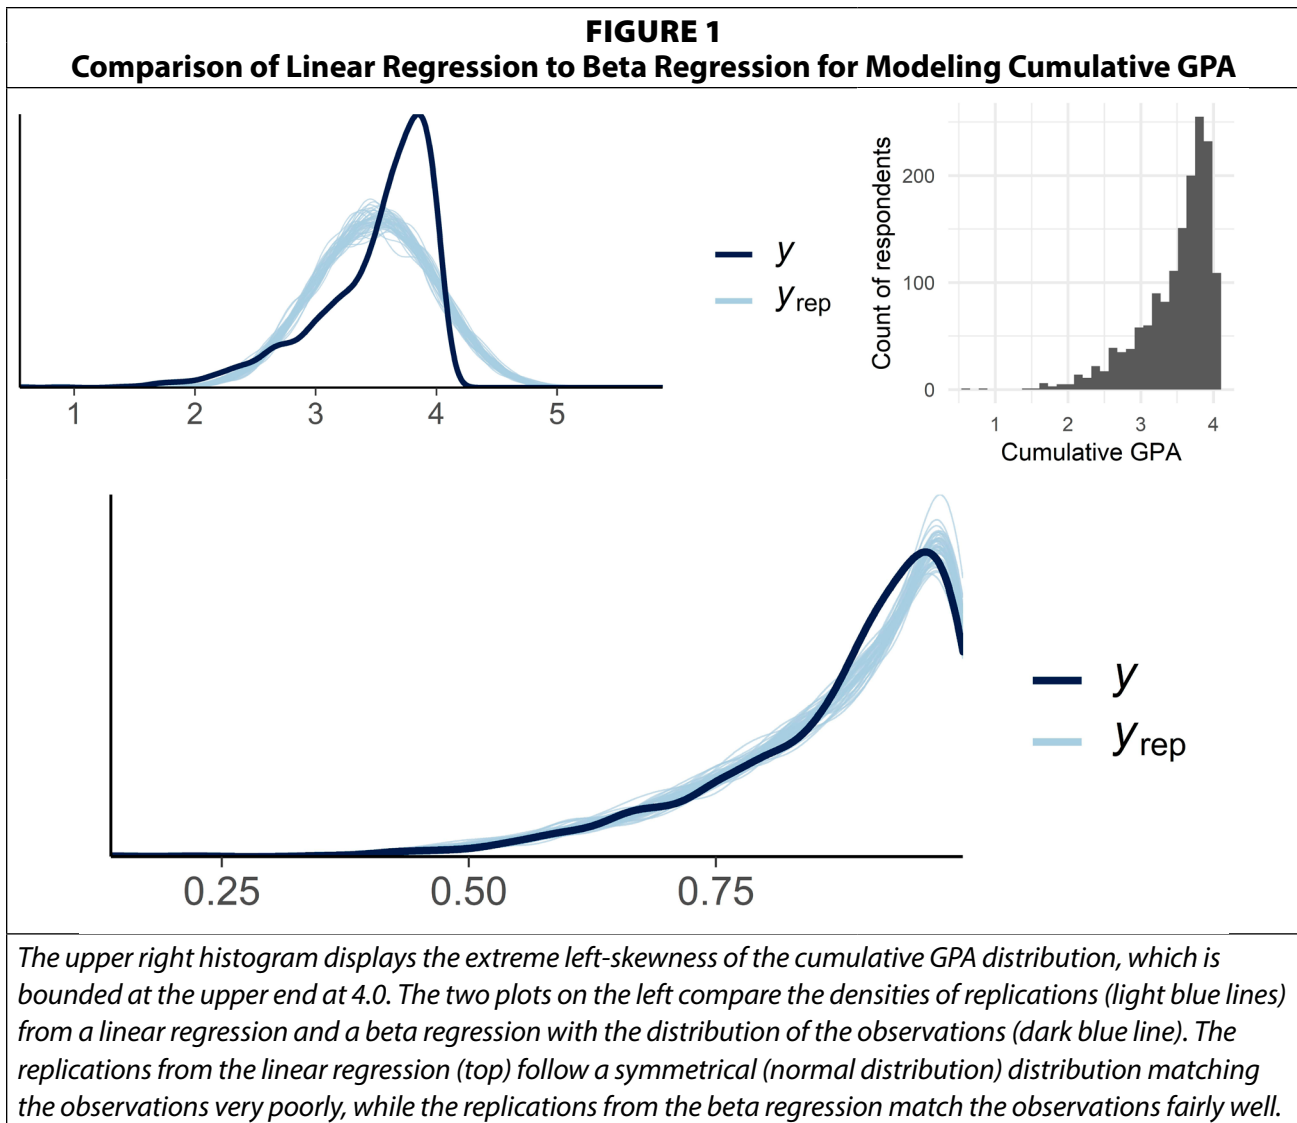 FIGURE 1
Comparison of Linear Regression to Beta Regression for Modeling Cumulative GPA
1 2 3 4 5
y
y rep
Count of respondents
200
100
0
1 2 3 4
Cumulative GPA
0.25 0.50 0.75
y
y rep
The upper right histogram displays the extreme left-skewness of the cumulative GPA distribution, which is
bounded at the upper end at 4.0. The two plots on the left compare the densities of replications (light blue lines)
from a linear regression and a beta regression with the distribution of the observations (dark blue line). The
replications from the linear regression (top) follow a symmetrical (normal distribution) distribution matching
the observations very poorly, while the replications from the beta regression match the observations fairly well.